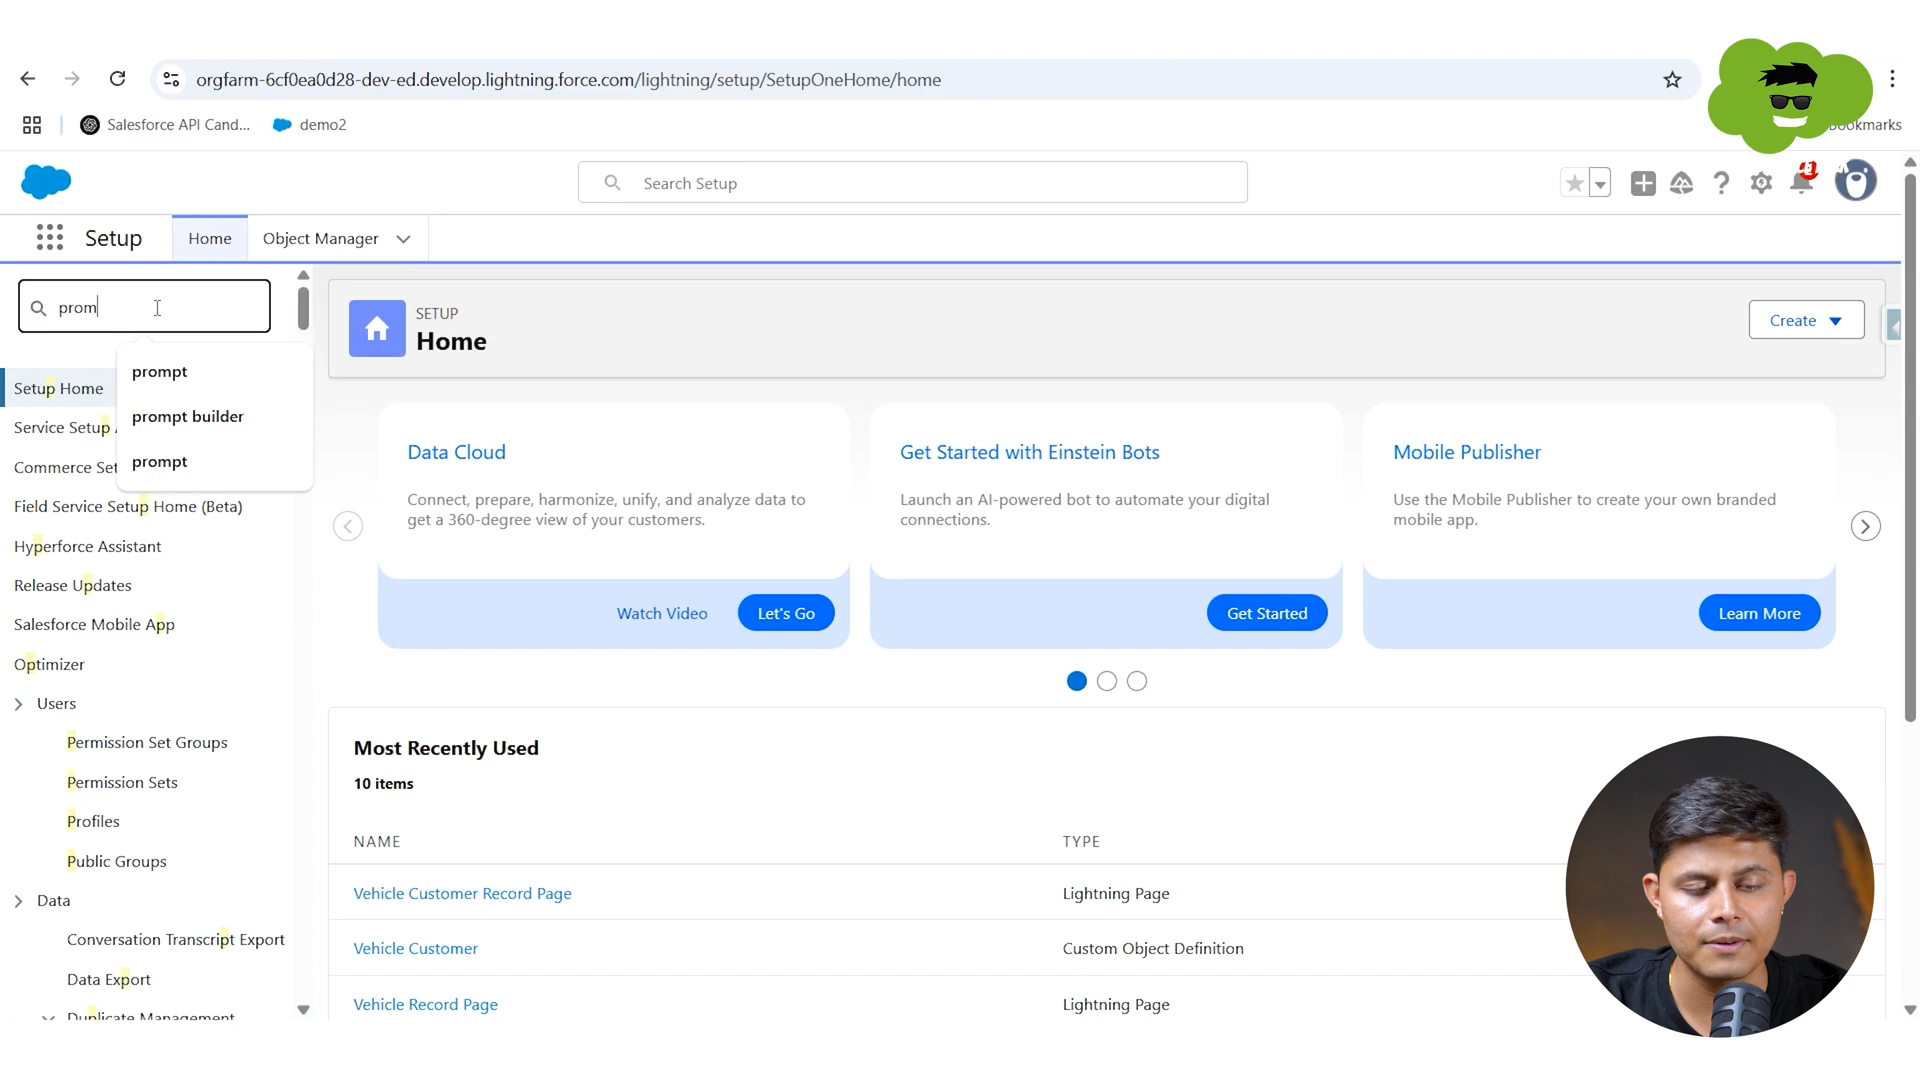 orgfarm-6cf0ea0d28-dev-ed.develop.lightning.force.com/lightning/setup/SetupOneHome/home
Salesforce API Cand...
demo2
Bookmarks
Search Setup
Setup
Home
Object Manager
prom
prompt
prompt builder
prompt
Setup Home
Service Setup
Commerce Set
Field Service Setup Home (Beta)
Hyperforce Assistant
Release Updates
Salesforce Mobile App
Optimizer
Users
Permission Set Groups
Permission Sets
Profiles
Public Groups
Data
Conversation Transcript Export
Data Export
Duplicate Management
SETUP
Home
Create
Data Cloud
Connect, prepare, harmonize, unify, and analyze data to
get a 360-degree view of your customers.
Watch Video
Let's Go
Get Started with Einstein Bots
Launch an AI-powered bot to automate your digital
connections.
Get Started
Mobile Publisher
Use the Mobile Publisher to create your own branded
mobile app.
Learn More
Most Recently Used
10 items
NAME
TYPE
Vehicle Customer Record Page
Lightning Page
Vehicle Customer
Custom Object Definition
Vehicle Record Page
Lightning Page